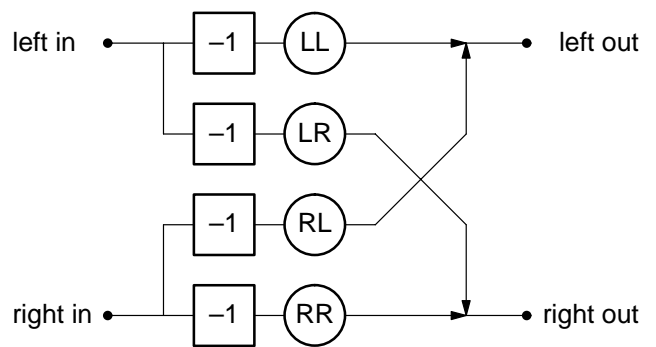 left in –1 LL left out
–1 LR
–1 RL
right in –1 RR right out